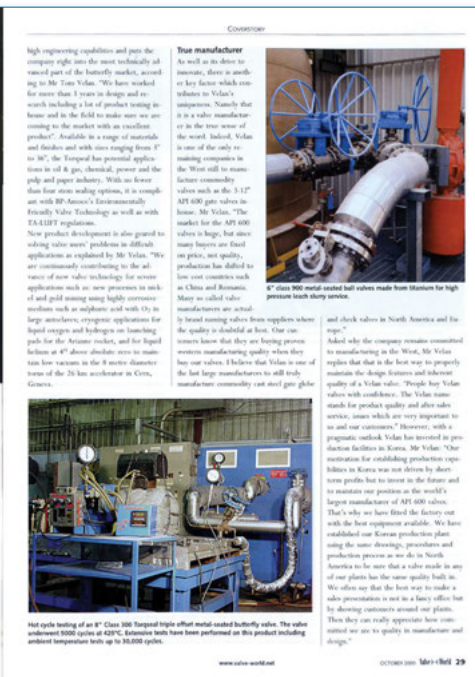 COVERSTORY
high engineering capabilities and puts the
company right into the most technically ad-
vanced part of the butterfly market, accord-
ing to Mr Tom Velan. "We have worked
for more than 3 years in design and re-
search including a lot of product testing in-
house and in the field to make sure we are
coming to the market with an excellent
product". Available in a range of materials
and finishes and with sizes ranging from 3"
to 36", the Torqseal has potential applica-
tions in oil & gas, chemical, power and the
pulp and paper industry. With no fewer
than four stem sealing options, it is compli-
ant with BP-Amoco's Environmentally
Friendly Valve Technology as well as with
TA-LUFT regulations.
New product development is also geared to
solving valve users' problems in difficult
applications as explained by Mr Velan. "We
are continuously contributing to the ad-
vance of new valve technology for severe
applications such as: new processes in nick-
el and gold mining using highly corrosive
medium such as sulphuric acid with O2 in
large autoclaves; cryogenic applications for
liquid oxygen and hydrogen on launching
pads for the Arianne rocket, and for liquid
helium at 4° above absolute zero to main-
tain low vacuum in the 8 metre diameter
torus of the 26 km accelerator in Cern,
Geneva.
True manufacturer
As well as its drive to
innovate, there is anoth-
er key factor which con-
tributes to Velan's
uniqueness. Namely that
it is a valve manufactur-
er in the true sense of
the word. Indeed, Velan
is one of the only re-
maining companies in
the West still to manu-
facture commodity
valves such as the 3-12"
API 600 gate valves in-
house. Mr Velan, "The
market for the API 600
valves is huge, but since
many buyers are fixed
on price, not quality,
production has shifted to
low cost countries such
as China and Romania.
Many so called valve
manufacturers are actual-
ly brand naming valves from suppliers where
the quality is doubtful at best. Our cus-
tomers know that they are buying proven
western manufacturing quality when they
buy our valves. I believe that Velan is one of
the last large manufacturers to still truly
manufacture commodity cast steel gate globe
6" class 900 metal-seated ball valves made from titanium for high
pressure leach slurry service.
and check valves in North America and Eu-
rope."
Asked why the company remains committed
to manufacturing in the West, Mr Velan
replies that that is the best way to properly
maintain the design features and inherent
quality of a Velan valve. "People buy Velan
valves with confidence. The Velan name
stands for product quality and after sales
service, issues which are very important to
us and our customers." However, with a
pragmatic outlook Velan has invested in pro-
duction facilities in Korea. Mr Velan: "Our
motivation for establishing production capa-
bilities in Korea was not driven by short-
term profits but to invest in the future and
to maintain our position as the world's
largest manufacturer of API 600 valves.
That's why we have fitted the factory out
with the best equipment available. We have
established our Korean production plant
using the same drawings, procedures and
production process as we do in North
America to be sure that a valve made in any
of our plants has the same quality built in.
We often say that the best way to make a
sales presentation is not in a fancy office but
by showing customers around our plants.
Then they can really appreciate how com-
mitted we are to quality in manufacture and
design."
Hot cycle testing of an 8" Class 300 Torqseal triple offset metal-seated butterfly valve. The valve
underwent 5000 cycles at 425°C. Extensive tests have been performed on this product including
ambient temperature tests up to 30,000 cycles.
www.valve-world.net
OCTOBER 2000 Valve World 29